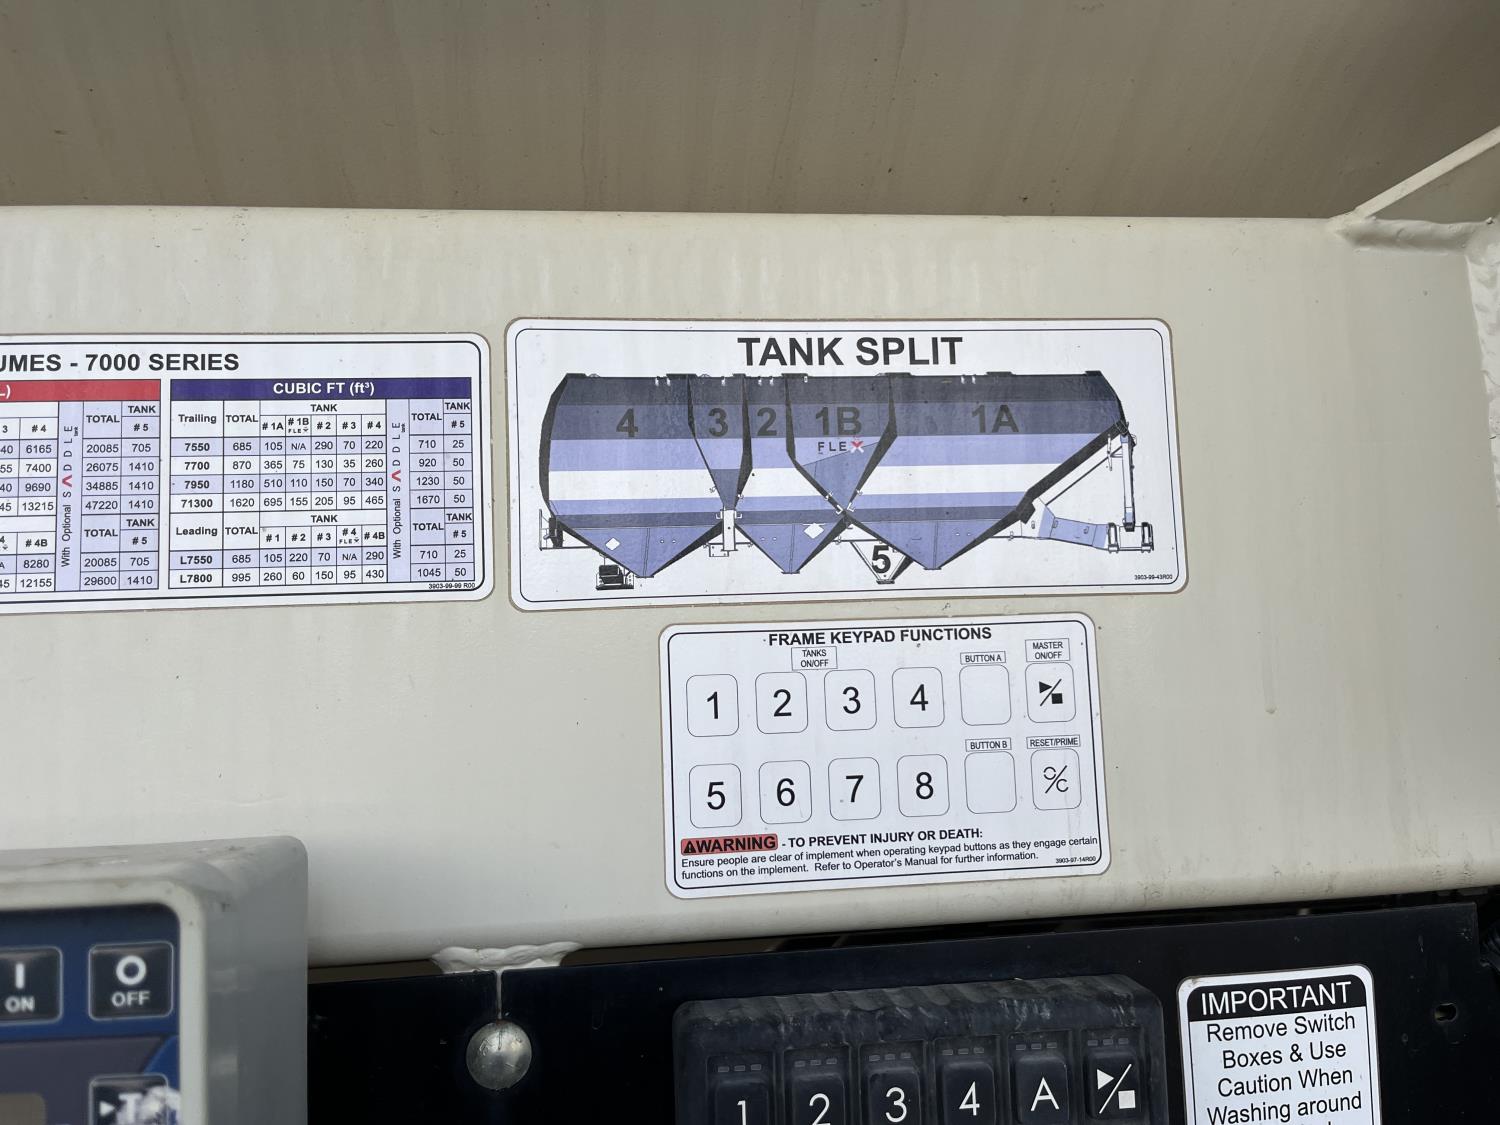 UMES - 7000 SERIES
L)
CUBIC FT (ft³)
3 # 4 With Optional SADDLE tank TOTAL TANK # 5
40 6165 20085 705
55 7400 26075 1410
40 9690 34885 1410
45 13215 47220 1410
# 4B TOTAL TANK # 5
8280 20085 705
45 12155 29600 1410
Trailing TOTAL TANK With Optional SADDLE tank TOTAL TANK # 5
# 1A # 1B FLEX # 2 # 3 # 4
7550 685 105 N/A 290 70 220 710 25
7700 870 365 75 130 35 260 920 50
7950 1180 510 110 150 70 340 1230 50
71300 1620 695 155 205 95 465 1670 50
Leading TOTAL TANK TOTAL TANK # 5
# 1 # 2 # 3 # 4 FLEX # 4B
L7550 685 105 220 70 N/A 290 710 25
L7800 995 260 60 150 95 430 1045 50
3903-99-99 R00
TANK SPLIT
4 3 2 1B 1A
FLEX
5
3903-99-43R00
FRAME KEYPAD FUNCTIONS
TANKS ON/OFF
BUTTON A
MASTER ON/OFF
1 2 3 4
BUTTON B
RESET/PRIME
5 6 7 8
WARNING - TO PREVENT INJURY OR DEATH:
Ensure people are clear of implement when operating keypad buttons as they engage certain
functions on the implement. Refer to Operator's Manual for further information.
3903-97-14R00
ON OFF
1 2 3 4 A
IMPORTANT
Remove Switch
Boxes & Use
Caution When
Washing around